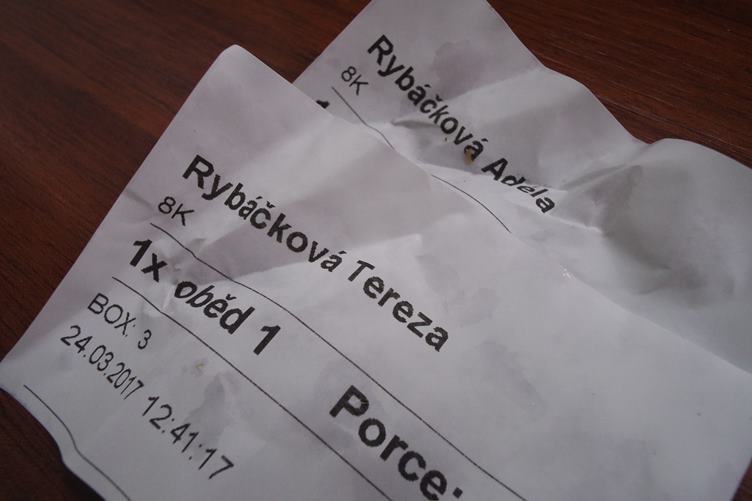 Rybáčková Adéla
8K
Rybáčková Tereza
8K
1x oběd 1
BOX: 3
24.03.2017 12:41:17
Porce: